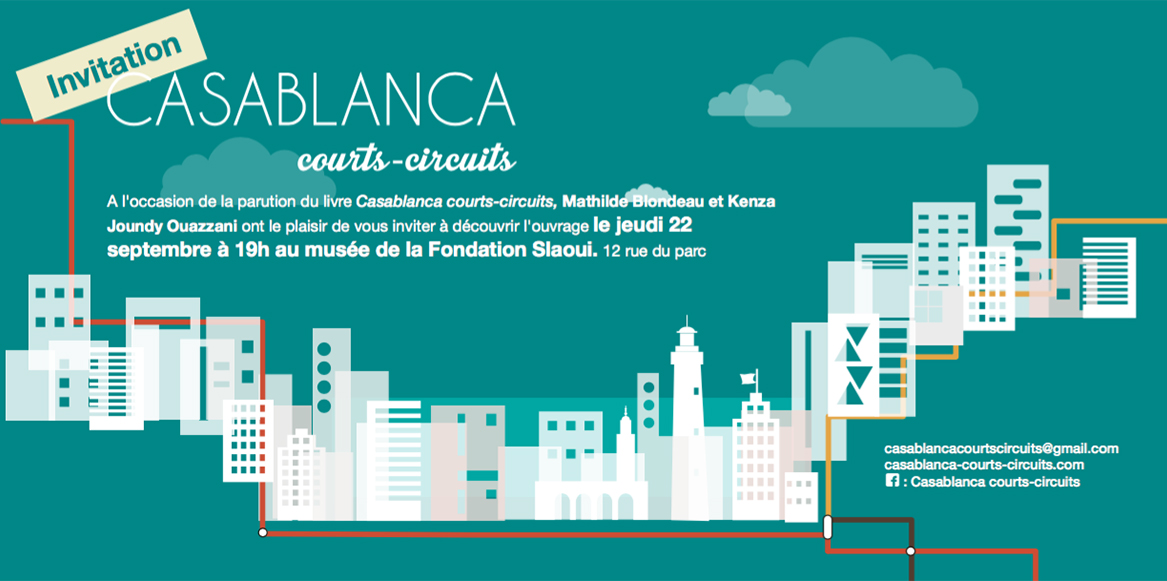 Invitation
CASABLANCA
courts-circuits
A l'occasion de la parution du livre Casablanca courts-circuits, Mathilde Blondeau et Kenza
Joundy Ouazzani ont le plaisir de vous inviter à découvrir l'ouvrage le jeudi 22
septembre à 19h au musée de la Fondation Slaoui. 12 rue du parc
casablancacourtscircuits@gmail.com
casablanca-courts-circuits.com
f : Casablanca courts-circuits